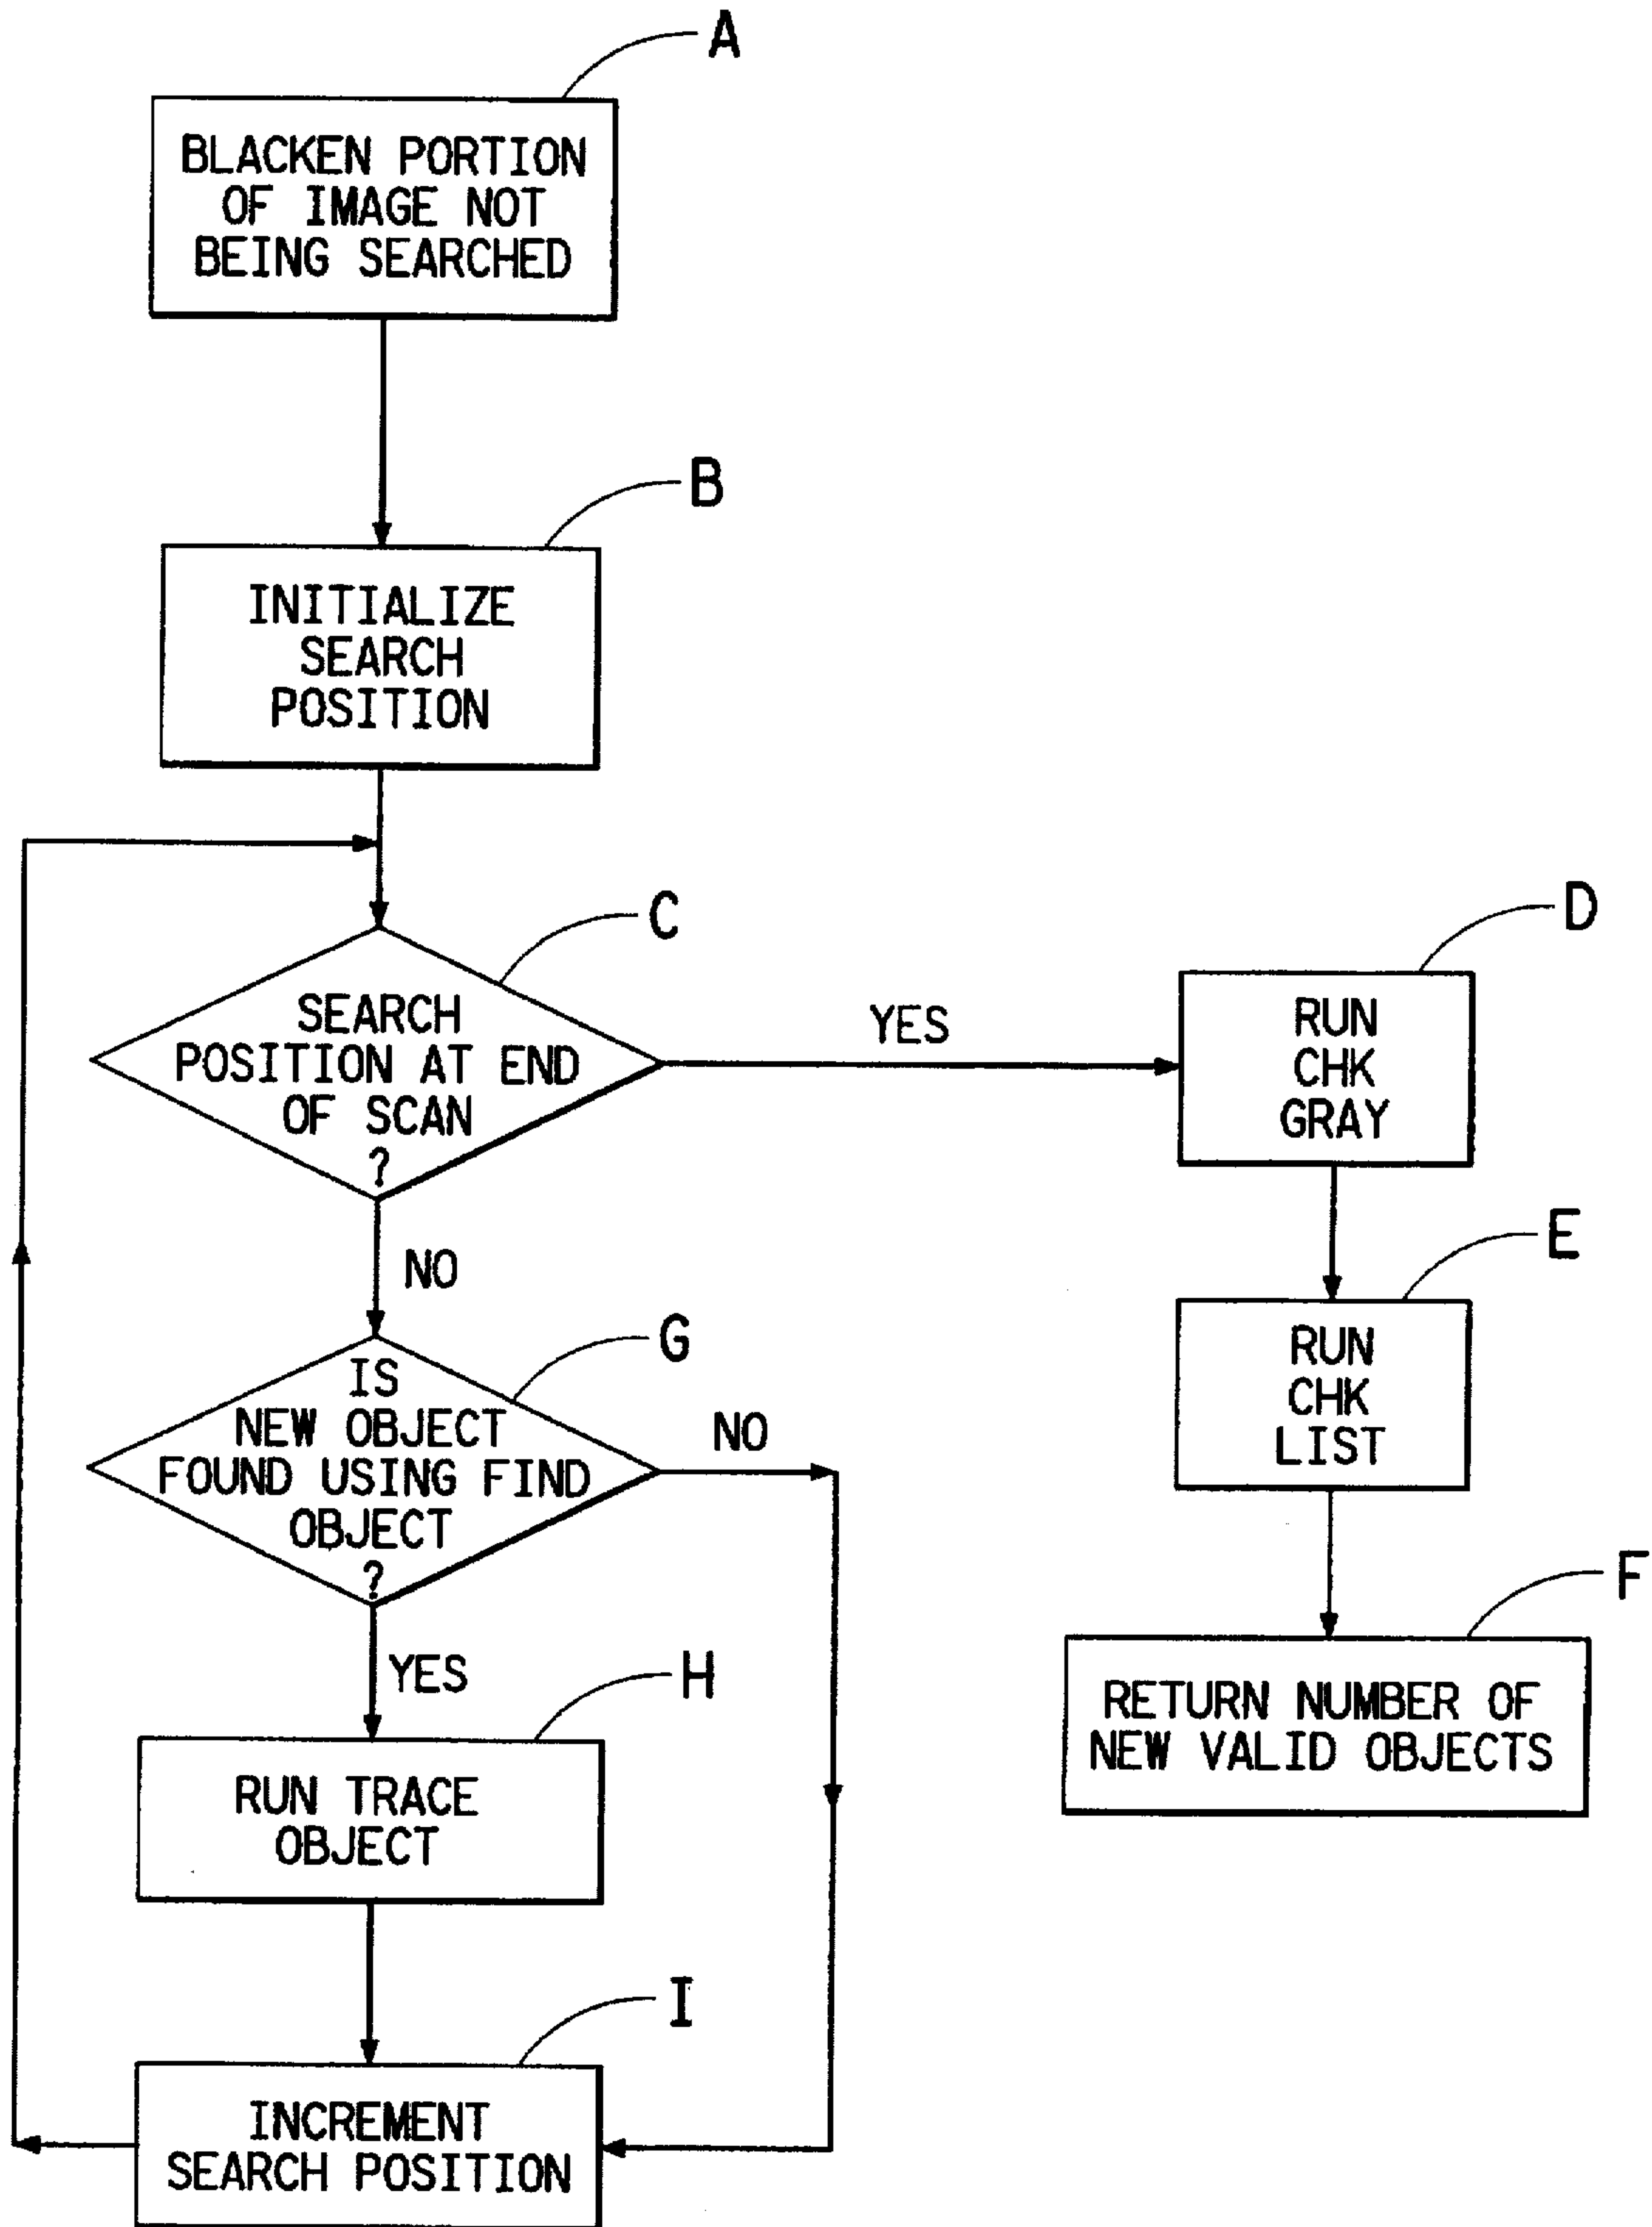 A
BLACKEN PORTION
OF IMAGE NOT
BEING SEARCHED
B
INITIALIZE
SEARCH
POSITION
C
SEARCH
POSITION AT END
OF SCAN
?
YES
D
RUN
CHK
GRAY
NO
E
RUN
CHK
LIST
G
IS
NEW OBJECT
FOUND USING FIND
OBJECT
?
NO
F
RETURN NUMBER OF
NEW VALID OBJECTS
YES
H
RUN TRACE
OBJECT
I
INCREMENT
SEARCH POSITION